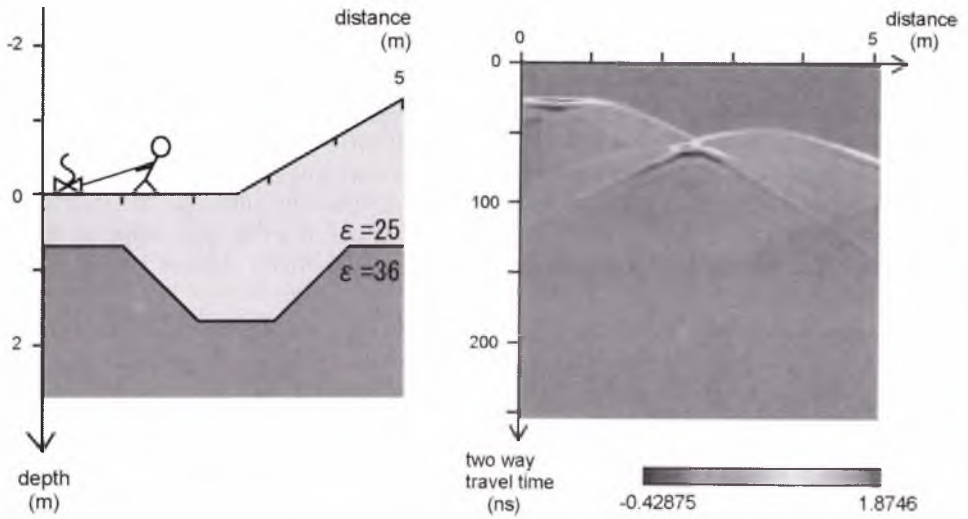 distance
(m)
-2
5
0
ε =25
ε =36
2
depth
(m)
distance
(m)
0
5
0
100
200
two way
travel time
(ns)
-0.42875
1.8746